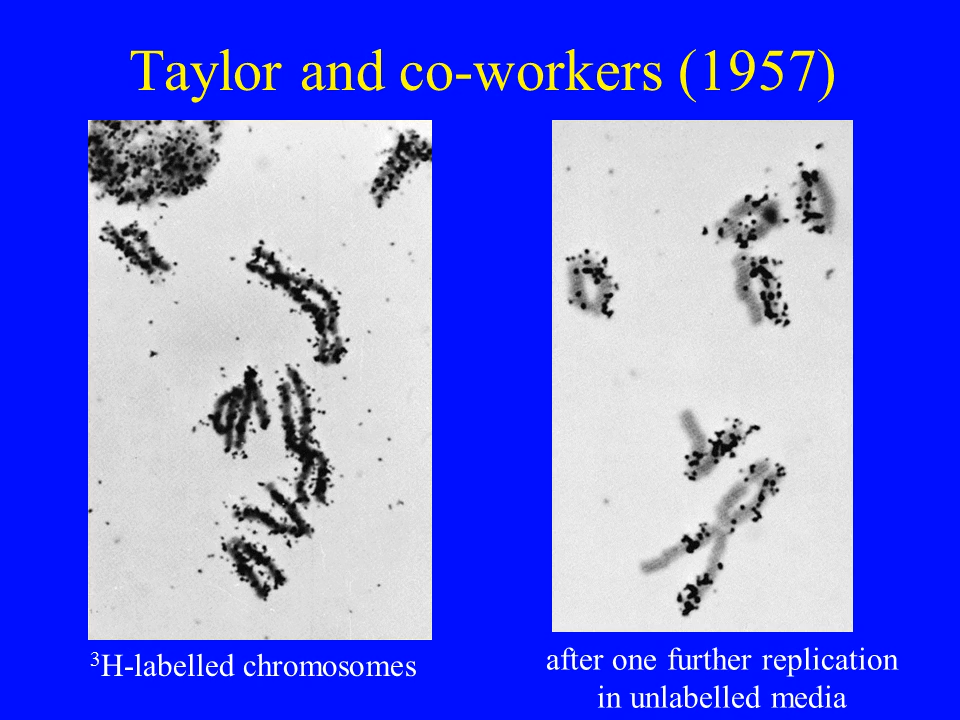 Taylor and co-workers (1957)
³H-labelled chromosomes
after one further replication
in unlabelled media